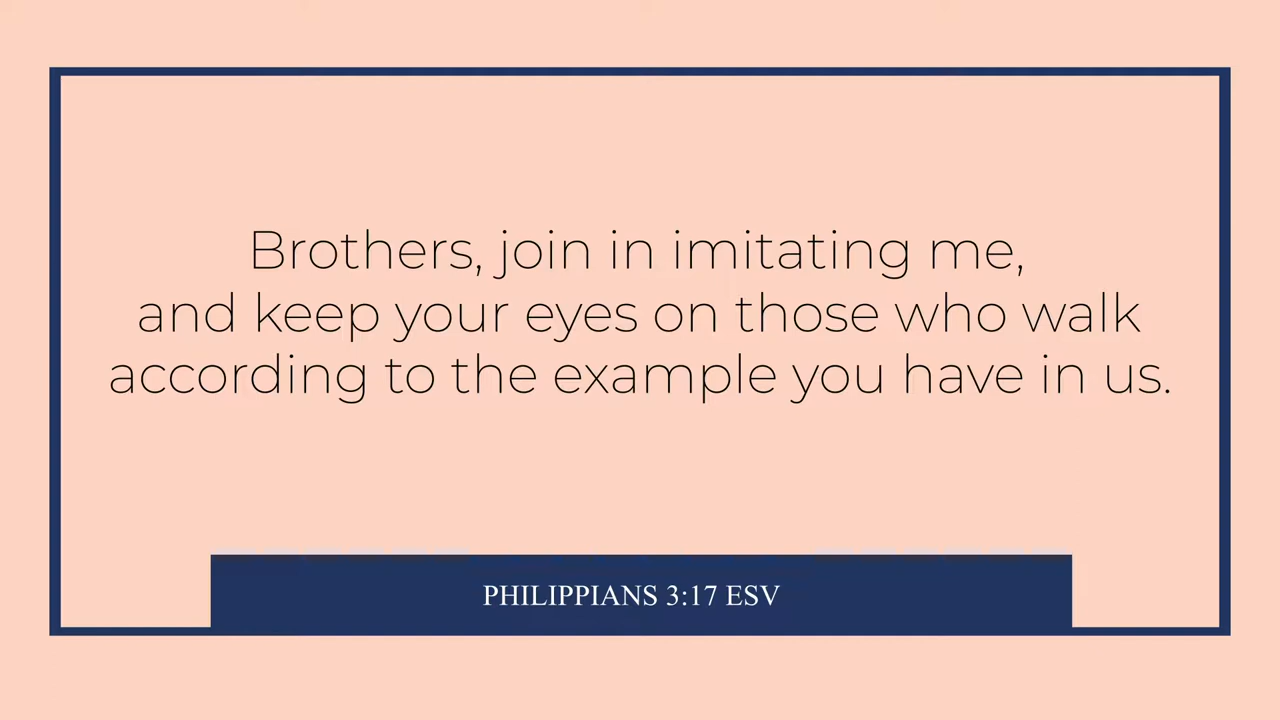 Brothers, join in imitating me,
and keep your eyes on those who walk
according to the example you have in us.
PHILIPPIANS 3:17 ESV